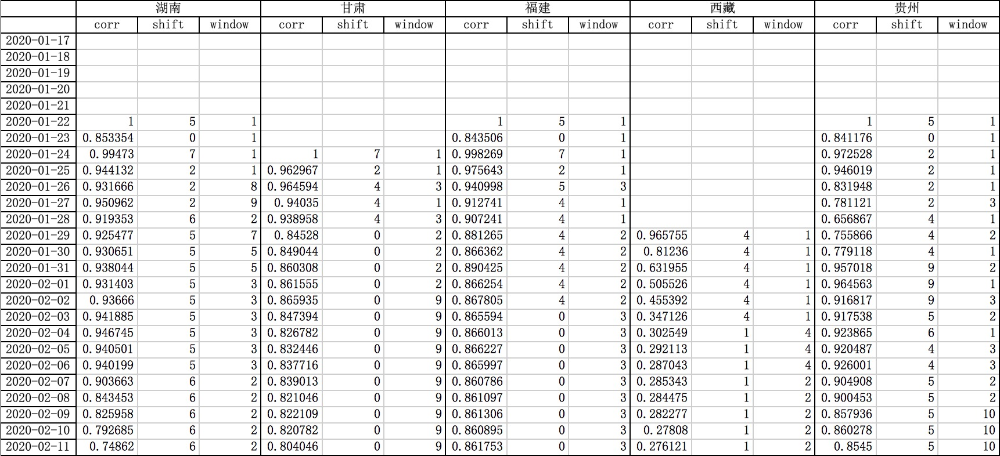 湖南 甘肃 福建 西藏 贵州
corr shift window corr shift window corr shift window corr shift window corr shift window
2020-01-17
2020-01-18
2020-01-19
2020-01-20
2020-01-21
2020-01-22 1 5 1 1 5 1 1 5 1
2020-01-23 0.853354 0 1 0.843506 0 1 0.841176 0 1
2020-01-24 0.99473 7 1 1 7 1 0.998269 7 1 0.972528 2 1
2020-01-25 0.944132 2 1 0.962967 2 1 0.975643 2 1 0.946019 2 1
2020-01-26 0.931666 2 8 0.964594 4 3 0.940998 5 3 0.831948 2 1
2020-01-27 0.950962 2 9 0.94035 4 1 0.912741 4 1 0.781121 2 3
2020-01-28 0.919353 6 2 0.938958 4 3 0.907241 4 1 0.656867 4 1
2020-01-29 0.925477 5 7 0.84528 0 2 0.881265 4 2 0.965755 4 1 0.755866 4 2
2020-01-30 0.930651 5 5 0.849044 0 2 0.866362 4 2 0.81236 4 1 0.779118 4 1
2020-01-31 0.938044 5 5 0.860308 0 2 0.890425 4 2 0.631955 4 1 0.957018 9 2
2020-02-01 0.931403 5 3 0.861555 0 2 0.866254 4 2 0.505526 4 1 0.964563 9 1
2020-02-02 0.93666 5 3 0.865935 0 9 0.867805 4 2 0.455392 4 1 0.916817 9 3
2020-02-03 0.941885 5 3 0.847394 0 9 0.865594 0 3 0.347126 4 1 0.917538 5 2
2020-02-04 0.946745 5 3 0.826782 0 9 0.866013 0 3 0.302549 1 4 0.923865 6 1
2020-02-05 0.940501 5 3 0.832446 0 9 0.866227 0 3 0.292113 1 4 0.920487 4 3
2020-02-06 0.940199 5 3 0.837716 0 9 0.865997 0 3 0.287043 1 4 0.926001 4 3
2020-02-07 0.903663 6 2 0.839013 0 9 0.860786 0 3 0.285343 1 2 0.904908 5 2
2020-02-08 0.843453 6 2 0.821046 0 9 0.861097 0 3 0.284475 1 2 0.900453 5 2
2020-02-09 0.825958 6 2 0.822109 0 9 0.861306 0 3 0.282277 1 2 0.857936 5 10
2020-02-10 0.792685 6 2 0.820782 0 9 0.860895 0 3 0.27808 1 2 0.860278 5 10
2020-02-11 0.74862 6 2 0.804046 0 9 0.861753 0 3 0.276121 1 2 0.8545 5 10